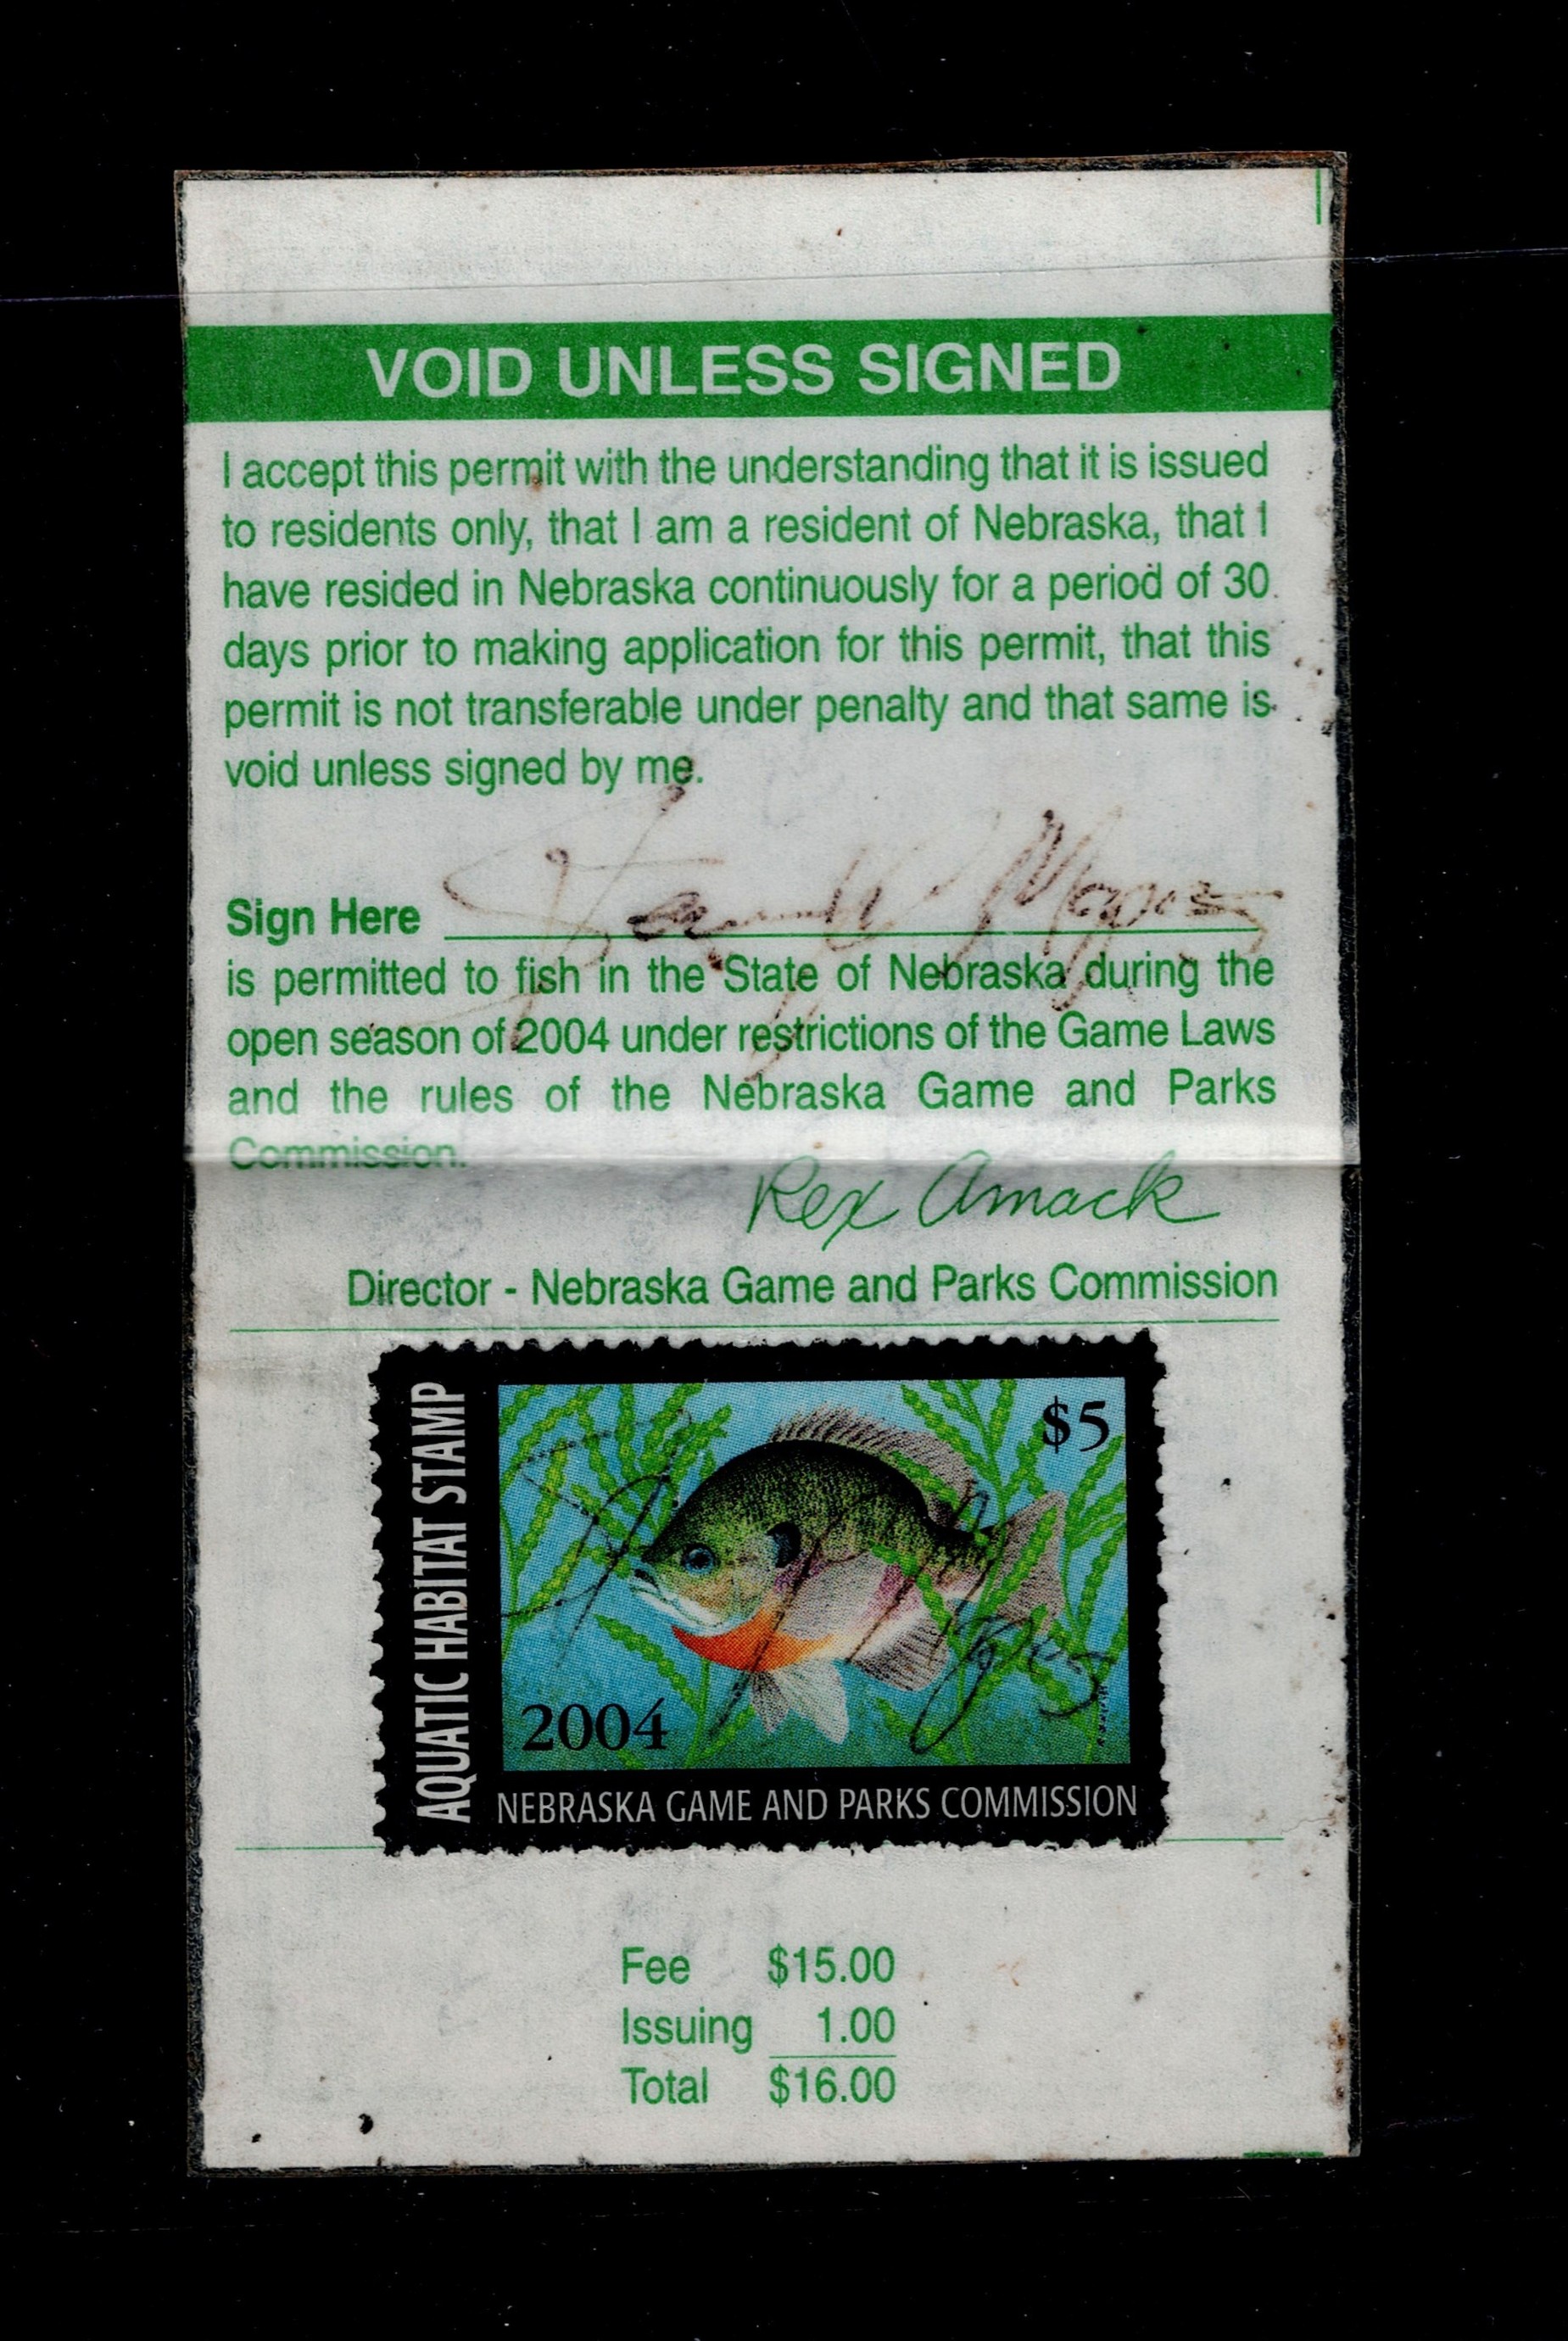 VOID UNLESS SIGNED
I accept this permit with the understanding that it is issued
to residents only, that I am a resident of Nebraska, that I
have resided in Nebraska continuously for a period of 30
days prior to making application for this permit, that this
permit is not transferable under penalty and that same is
void unless signed by me.
Sign Here
is permitted to fish in the State of Nebraska during the
open season of 2004 under restrictions of the Game Laws
and the rules of the Nebraska Game and Parks
Commission.
Rex Amack
Director - Nebraska Game and Parks Commission
AQUATIC HABITAT STAMP
$5
2004
NEBRASKA GAME AND PARKS COMMISSION
Fee $15.00
Issuing 1.00
Total $16.00